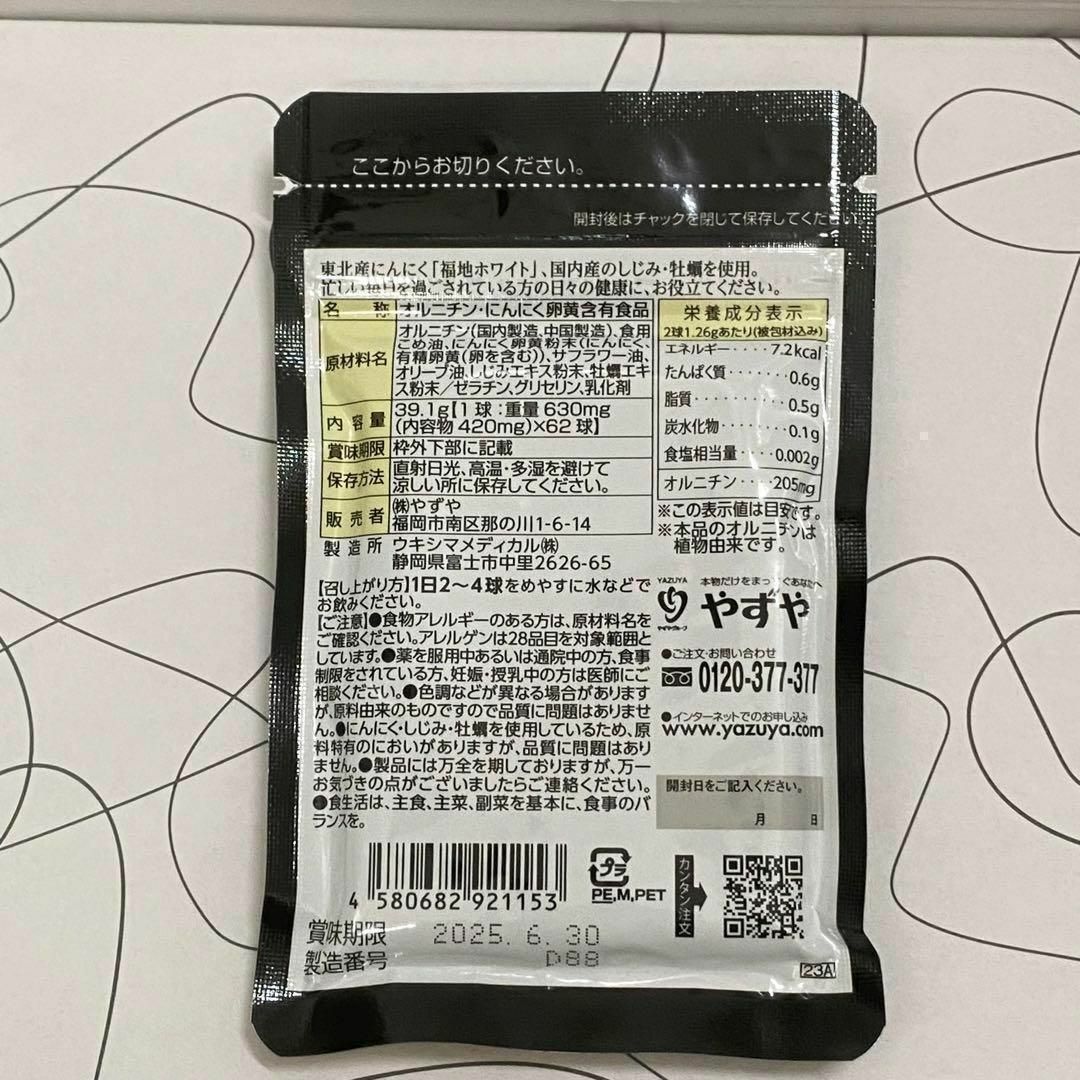 ここからお切りください。
開封後はチャックを閉じて保存してください。
東北産にんにく「福地ホワイト」、国内産のしじみ・牡蠣を使用。
忙しい毎日を過ごされている方の日々の健康に、お役立てください。
名称 オルニチン・にんにく卵黄含有食品
原材料名 オルニチン(国内製造、中国製造)、食用
こめ油、にんにく卵黄粉末(にんにく、
有精卵黄(卵を含む))、サフラワー油、
オリーブ油、しじみエキス粉末、牡蠣エキ
ス粉末/ゼラチン、グリセリン、乳化剤
内容量 39.1g【1球:重量630mg
(内容物420mg)×62球】
賞味期限 枠外下部に記載
保存方法 直射日光、高温・多湿を避けて
涼しい所に保存してください。
販売者 ㈱やずや
福岡市南区那の川1-6-14
製造所 ウキシマメディカル㈱
静岡県富士市中里2626-65
【召し上がり方】1日2〜4球をめやすに水などで
お飲みください。
【ご注意】●食物アレルギーのある方は、原材料名を
ご確認ください。アレルゲンは28品目を対象範囲と
しています。●薬を服用中あるいは通院中の方、食事
制限をされている方、妊娠・授乳中の方は医師にご
相談ください。●色調などが異なる場合があります
が、原料由来のものですので品質に問題はありませ
ん。●にんにく・しじみ・牡蠣を使用しているため、原
料特有のにおいがありますが、品質に問題はあり
ません。●製品には万全を期しておりますが、万一
お気づきの点がございましたらご連絡ください。
●食生活は、主食、主菜、副菜を基本に、食事のバ
ランスを。
栄養成分表示
2球1.26gあたり(被包材込み)
エネルギー････7.2kcal
たんぱく質･･････0.6g
脂質･･････････0.5g
炭水化物･･･････0.1g
食塩相当量････0.002g
オルニチン････205mg
※この表示値は目安です。
※本品のオルニチンは
植物由来です。
YAZUYA
やずやグループ
本物だけをまっすぐあなたへ
やずや
●ご注文・お問い合わせ
0120-377-377
●インターネットでのお申し込み
www.yazuya.com
開封日をご記入ください。
月 日
4 580682 921153
プラ
PE,M,PET
カンタン注文
賞味期限 2025. 6. 30
製造番号 D88
23A